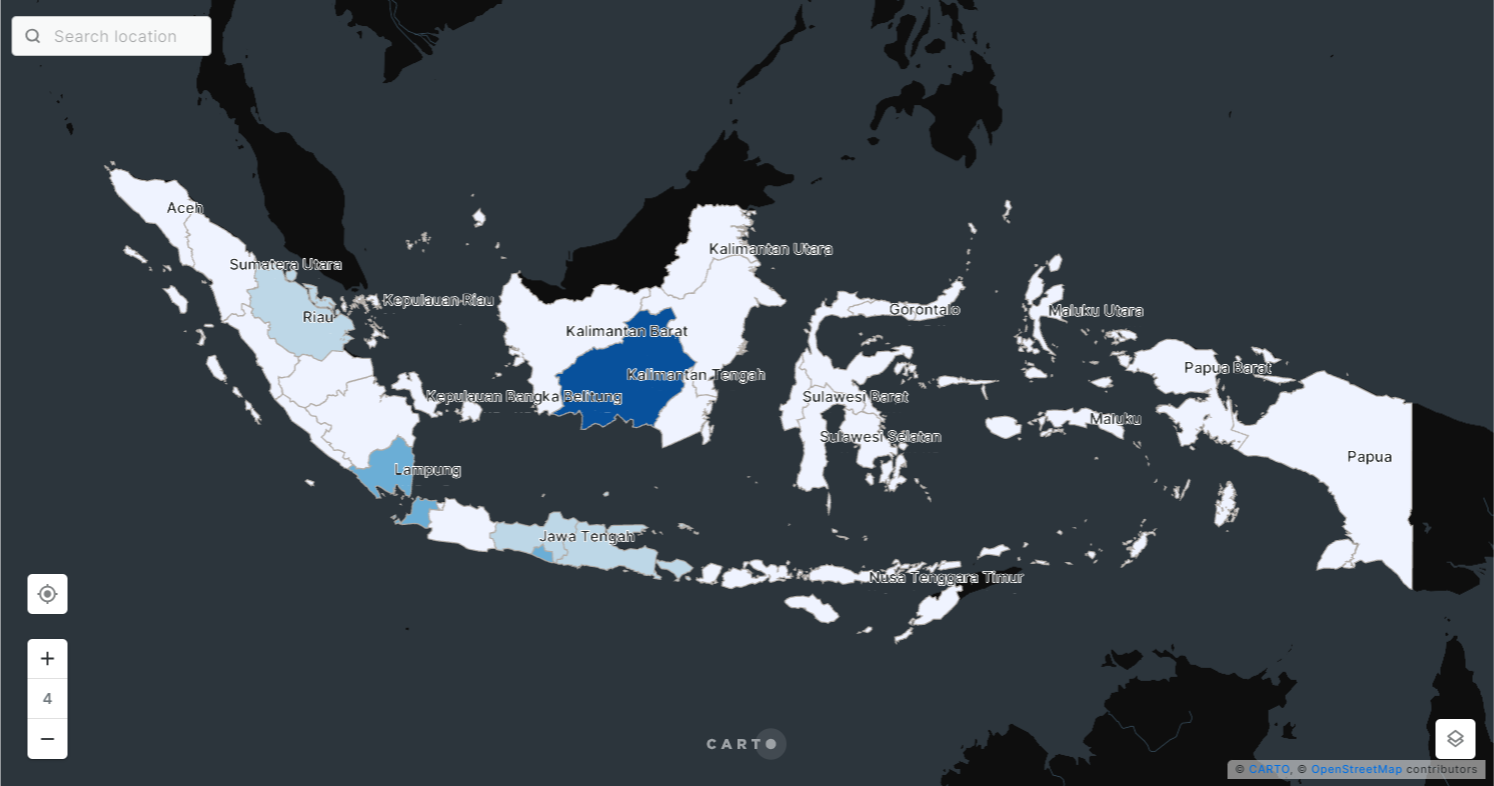 Search location
Aceh
Kalimantan Utara
Sumatera Utara
Kepulauan Riau
Gorontalo
Maluku Utara
Riau
Kalimantan Barat
Papua Barat
Kalimantan Tengah
Kepulauan Bangka Belitung
Sulawesi Barat
Maluku
Sulawesi Selatan
Papua
Lampung
Jawa Tengah
Nusa Tenggara Timur
+
4
−
CARTO
© CARTO, © OpenStreetMap contributors